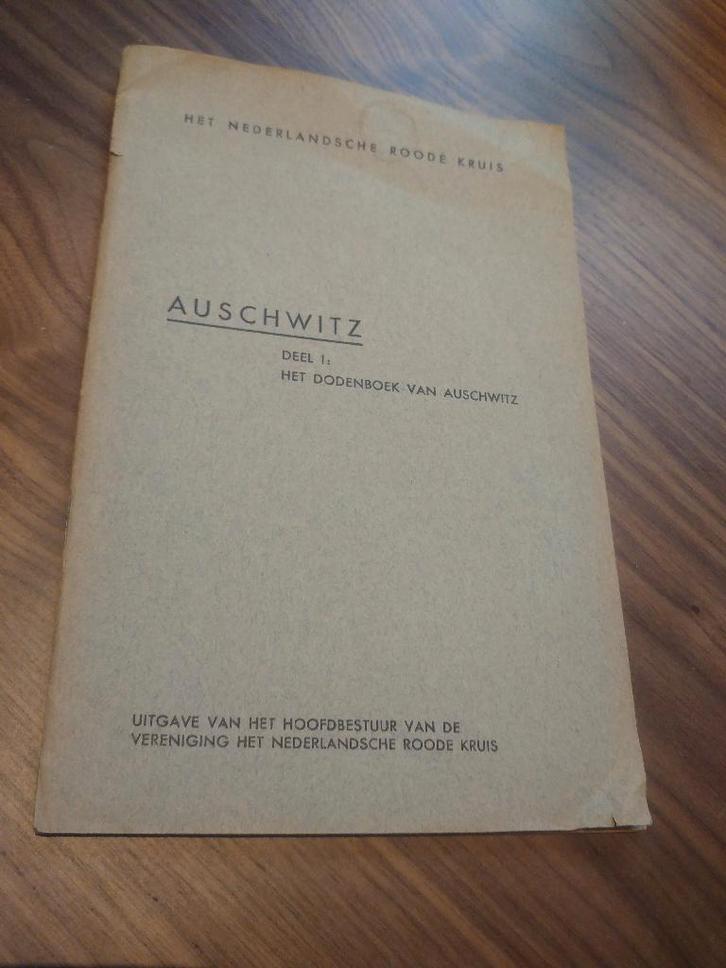 HET NEDERLANDSCHE ROODE KRUIS
AUSCHWITZ
DEEL 1:
HET DODENBOEK VAN AUSCHWITZ
UITGAVE VAN HET HOOFDBESTUUR VAN DE
VERENIGING HET NEDERLANDSCHE ROODE KRUIS